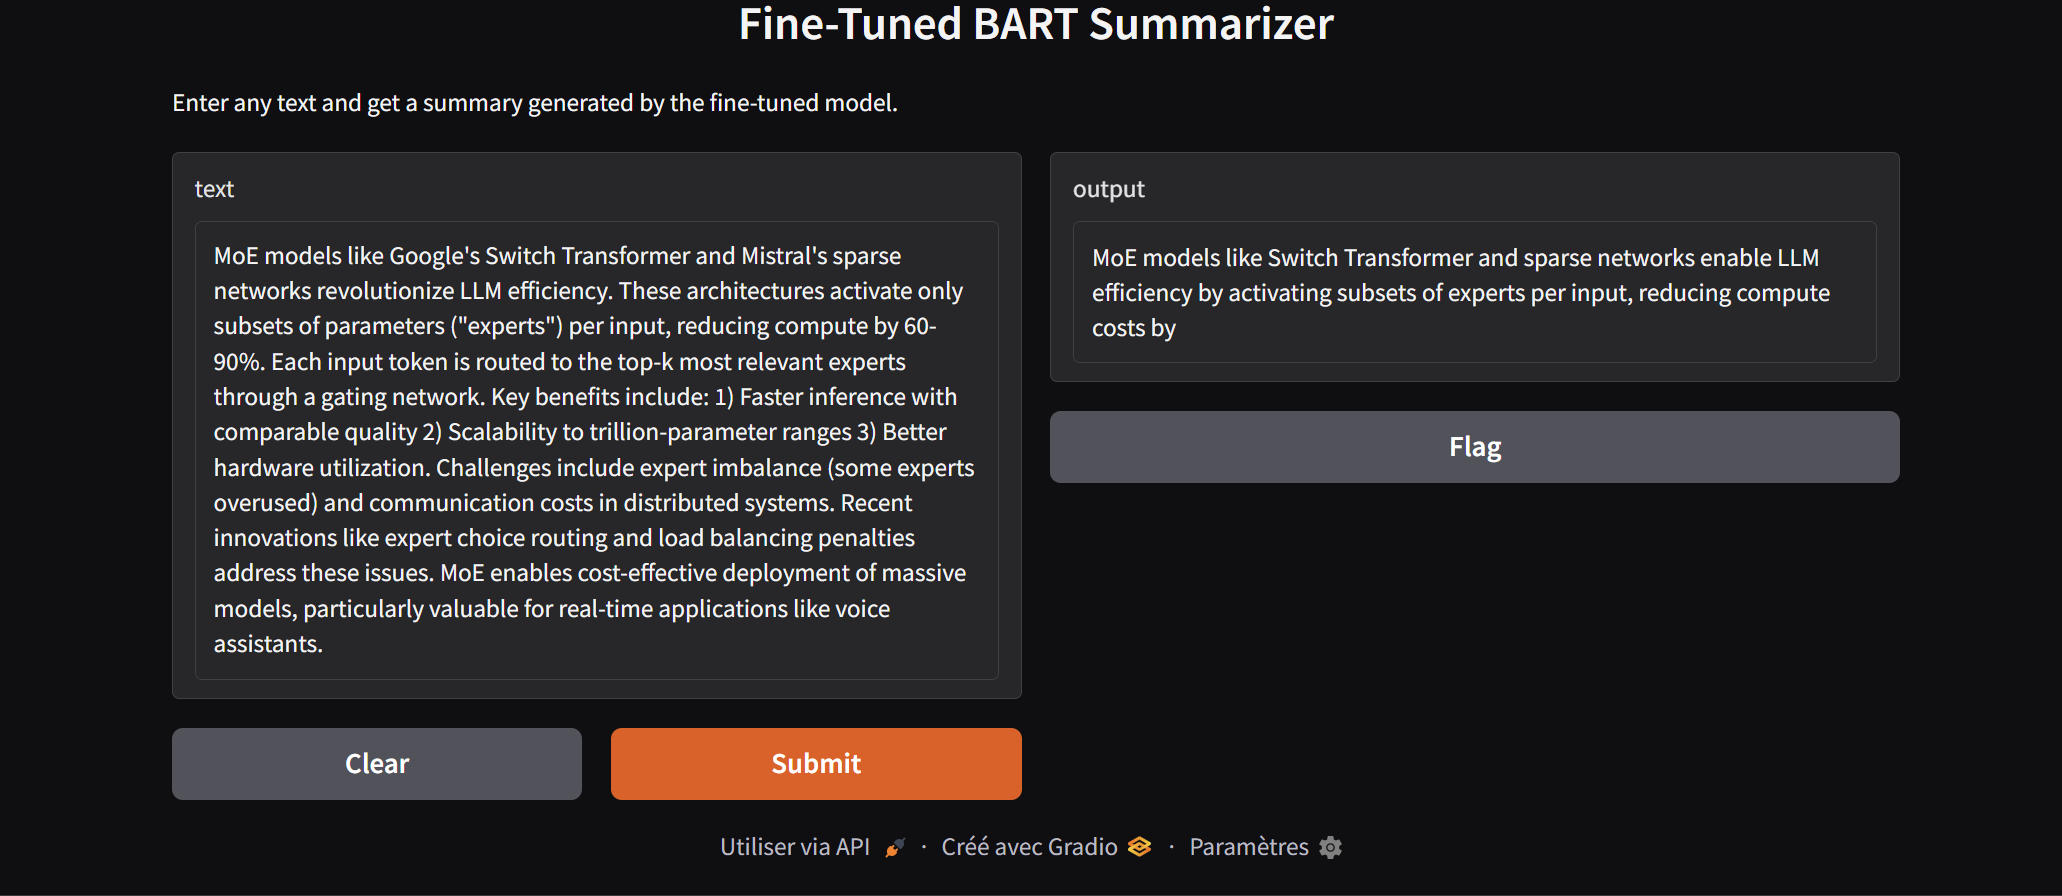 Fine-Tuned BART Summarizer
Enter any text and get a summary generated by the fine-tuned model.
text
MoE models like Google's Switch Transformer and Mistral's sparse
networks revolutionize LLM efficiency. These architectures activate only
subsets of parameters ("experts") per input, reducing compute by 60-
90%. Each input token is routed to the top-k most relevant experts
through a gating network. Key benefits include: 1) Faster inference with
comparable quality 2) Scalability to trillion-parameter ranges 3) Better
hardware utilization. Challenges include expert imbalance (some experts
overused) and communication costs in distributed systems. Recent
innovations like expert choice routing and load balancing penalties
address these issues. MoE enables cost-effective deployment of massive
models, particularly valuable for real-time applications like voice
assistants.
Clear
Submit
output
MoE models like Switch Transformer and sparse networks enable LLM
efficiency by activating subsets of experts per input, reducing compute
costs by
Flag
Utiliser via API · Créé avec Gradio · Paramètres